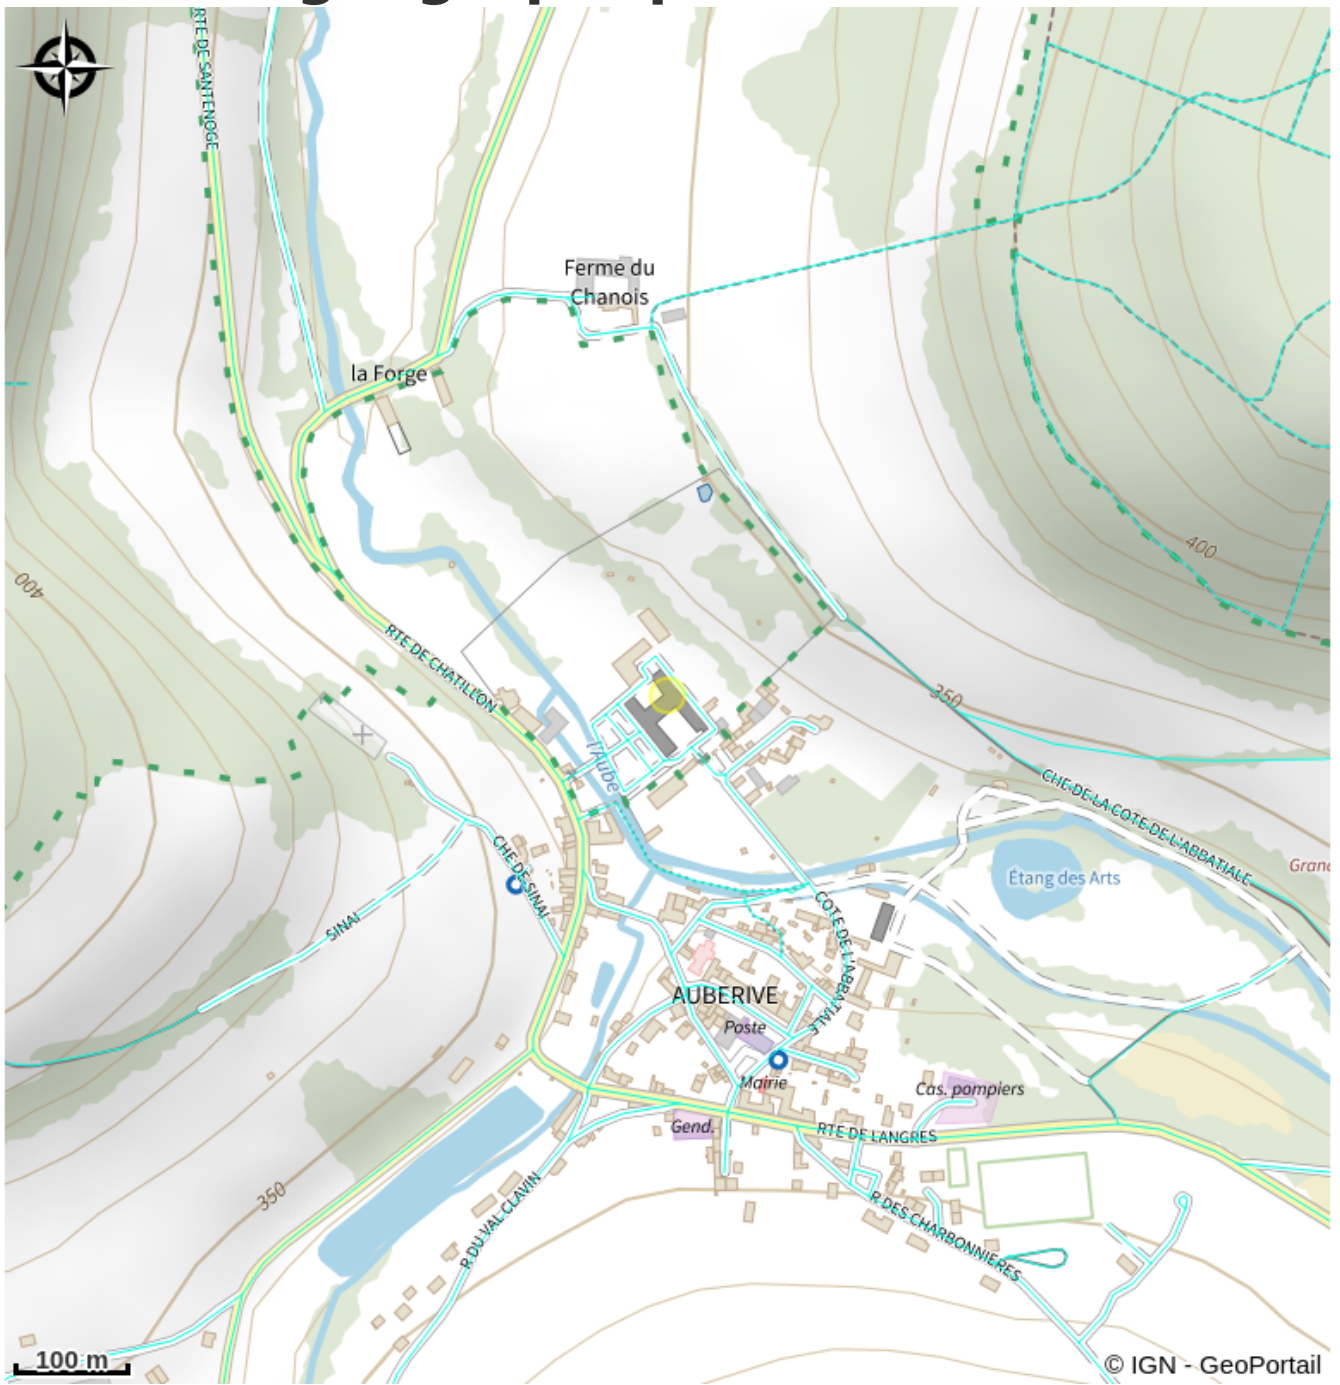 RTE DE SANTENOGE
Ferme du
Chanois
la Forge
400
400
RTE DE CHATILLON
350
l'Aube
CHE DE LA COTE DE L'ABBATIALE
CHE DE SINAI
Grand
Étang des Arts
SINAI
COTE DE L'ABBATIALE
AUBERIVE
Poste
Mairie
Cas. pompiers
Gend.
RTE DE LANGRES
350
R DU VAL CLAVIN
R DES CHARBONNIERES
100 m
© IGN - GeoPortail